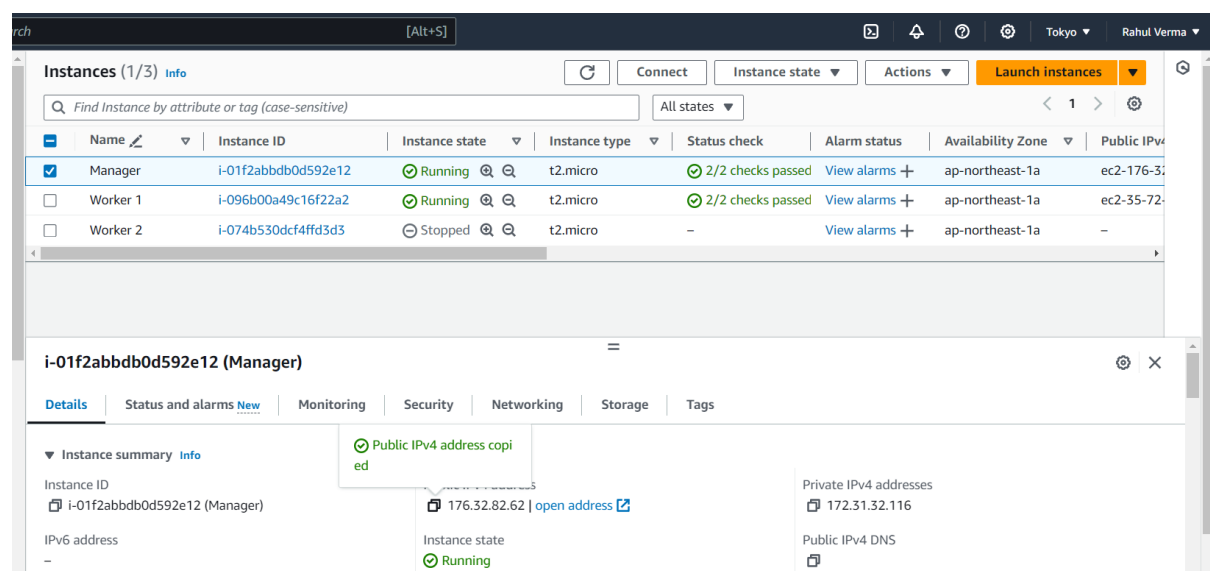 rch [Alt+S] Tokyo Rahul Verma
Instances (1/3) Info Connect Instance state Actions Launch instances
Find Instance by attribute or tag (case-sensitive) All states 1
Name Instance ID Instance state Instance type Status check Alarm status Availability Zone Public IPv4
Manager i-01f2abbdb0d592e12 Running t2.micro 2/2 checks passed View alarms + ap-northeast-1a ec2-176-32
Worker 1 i-096b00a49c16f22a2 Running t2.micro 2/2 checks passed View alarms + ap-northeast-1a ec2-35-72-
Worker 2 i-074b530dcf4ffd3d3 Stopped t2.micro – View alarms + ap-northeast-1a –
i-01f2abbdb0d592e12 (Manager)
Details Status and alarms New Monitoring Security Networking Storage Tags
Public IPv4 address copi
ed
Instance summary Info
Instance ID Private IPv4 addresses
i-01f2abbdb0d592e12 (Manager) 176.32.82.62 | open address 172.31.32.116
IPv6 address Instance state Public IPv4 DNS
– Running